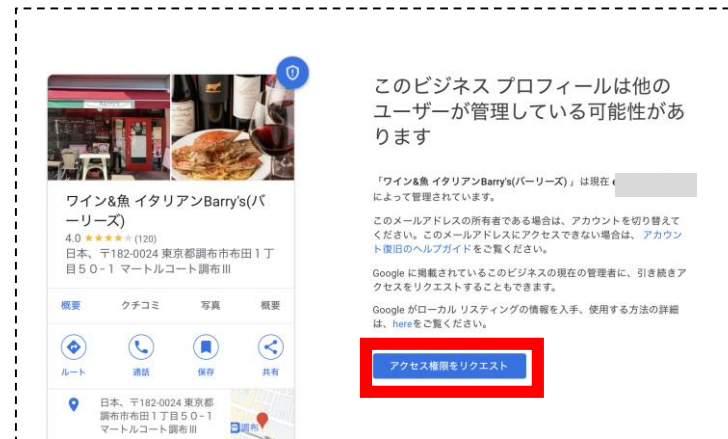 ワイン&魚 イタリアンBarry's(バ
ーリーズ)
4.0 ★★★★★ (120)
日本、〒182-0024 東京都調布市布田１丁
目５０−１ マートルコート調布Ⅲ
概要
クチコミ
写真
概要
ルート
通話
保存
共有
日本、〒182-0024 東京都
調布市布田１丁目５０−１
マートルコート調布Ⅲ
調布
このビジネス プロフィールは他の
ユーザーが管理している可能性があ
ります
「ワイン&魚 イタリアンBarry's(バーリーズ) 」は現在 e
によって管理されています。
このメールアドレスの所有者である場合は、アカウントを切り替えて
ください。このメールアドレスにアクセスできない場合は、 アカウン
ト復旧のヘルプガイド をご覧ください。
Google に掲載されているこのビジネスの現在の管理者に、引き続きア
クセスをリクエストすることもできます。
Google がローカル リスティングの情報を入手、使用する方法の詳細
は、hereをご覧ください。
アクセス権限をリクエスト